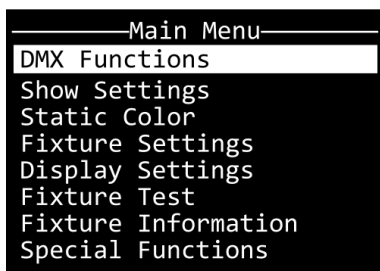 Main Menu
DMX Functions
Show Settings
Static Color
Fixture Settings
Display Settings
Fixture Test
Fixture Information
Special Functions